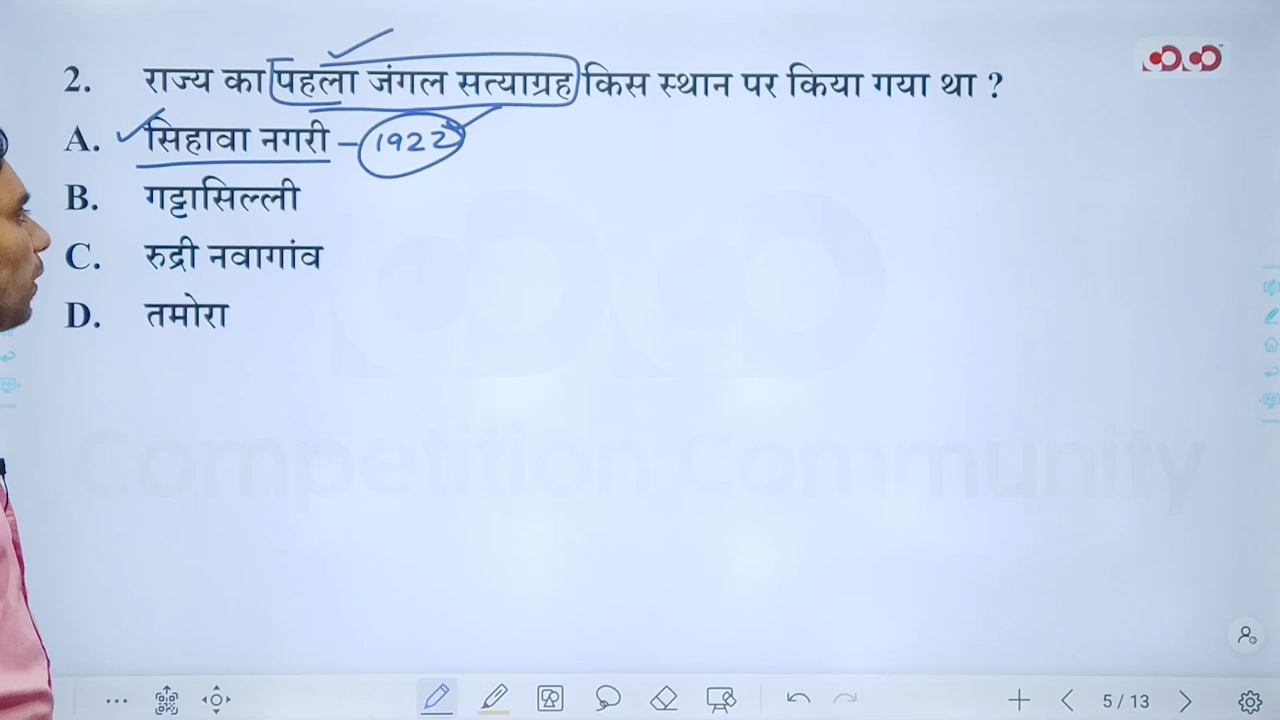 2. राज्य का पहला जंगल सत्याग्रह किस स्थान पर किया गया था ?
A. सिहावा नगरी – 1922
B. गट्टासिल्ली
C. रुद्री नवागांव
D. तमोरा
Competition Community
5 / 13